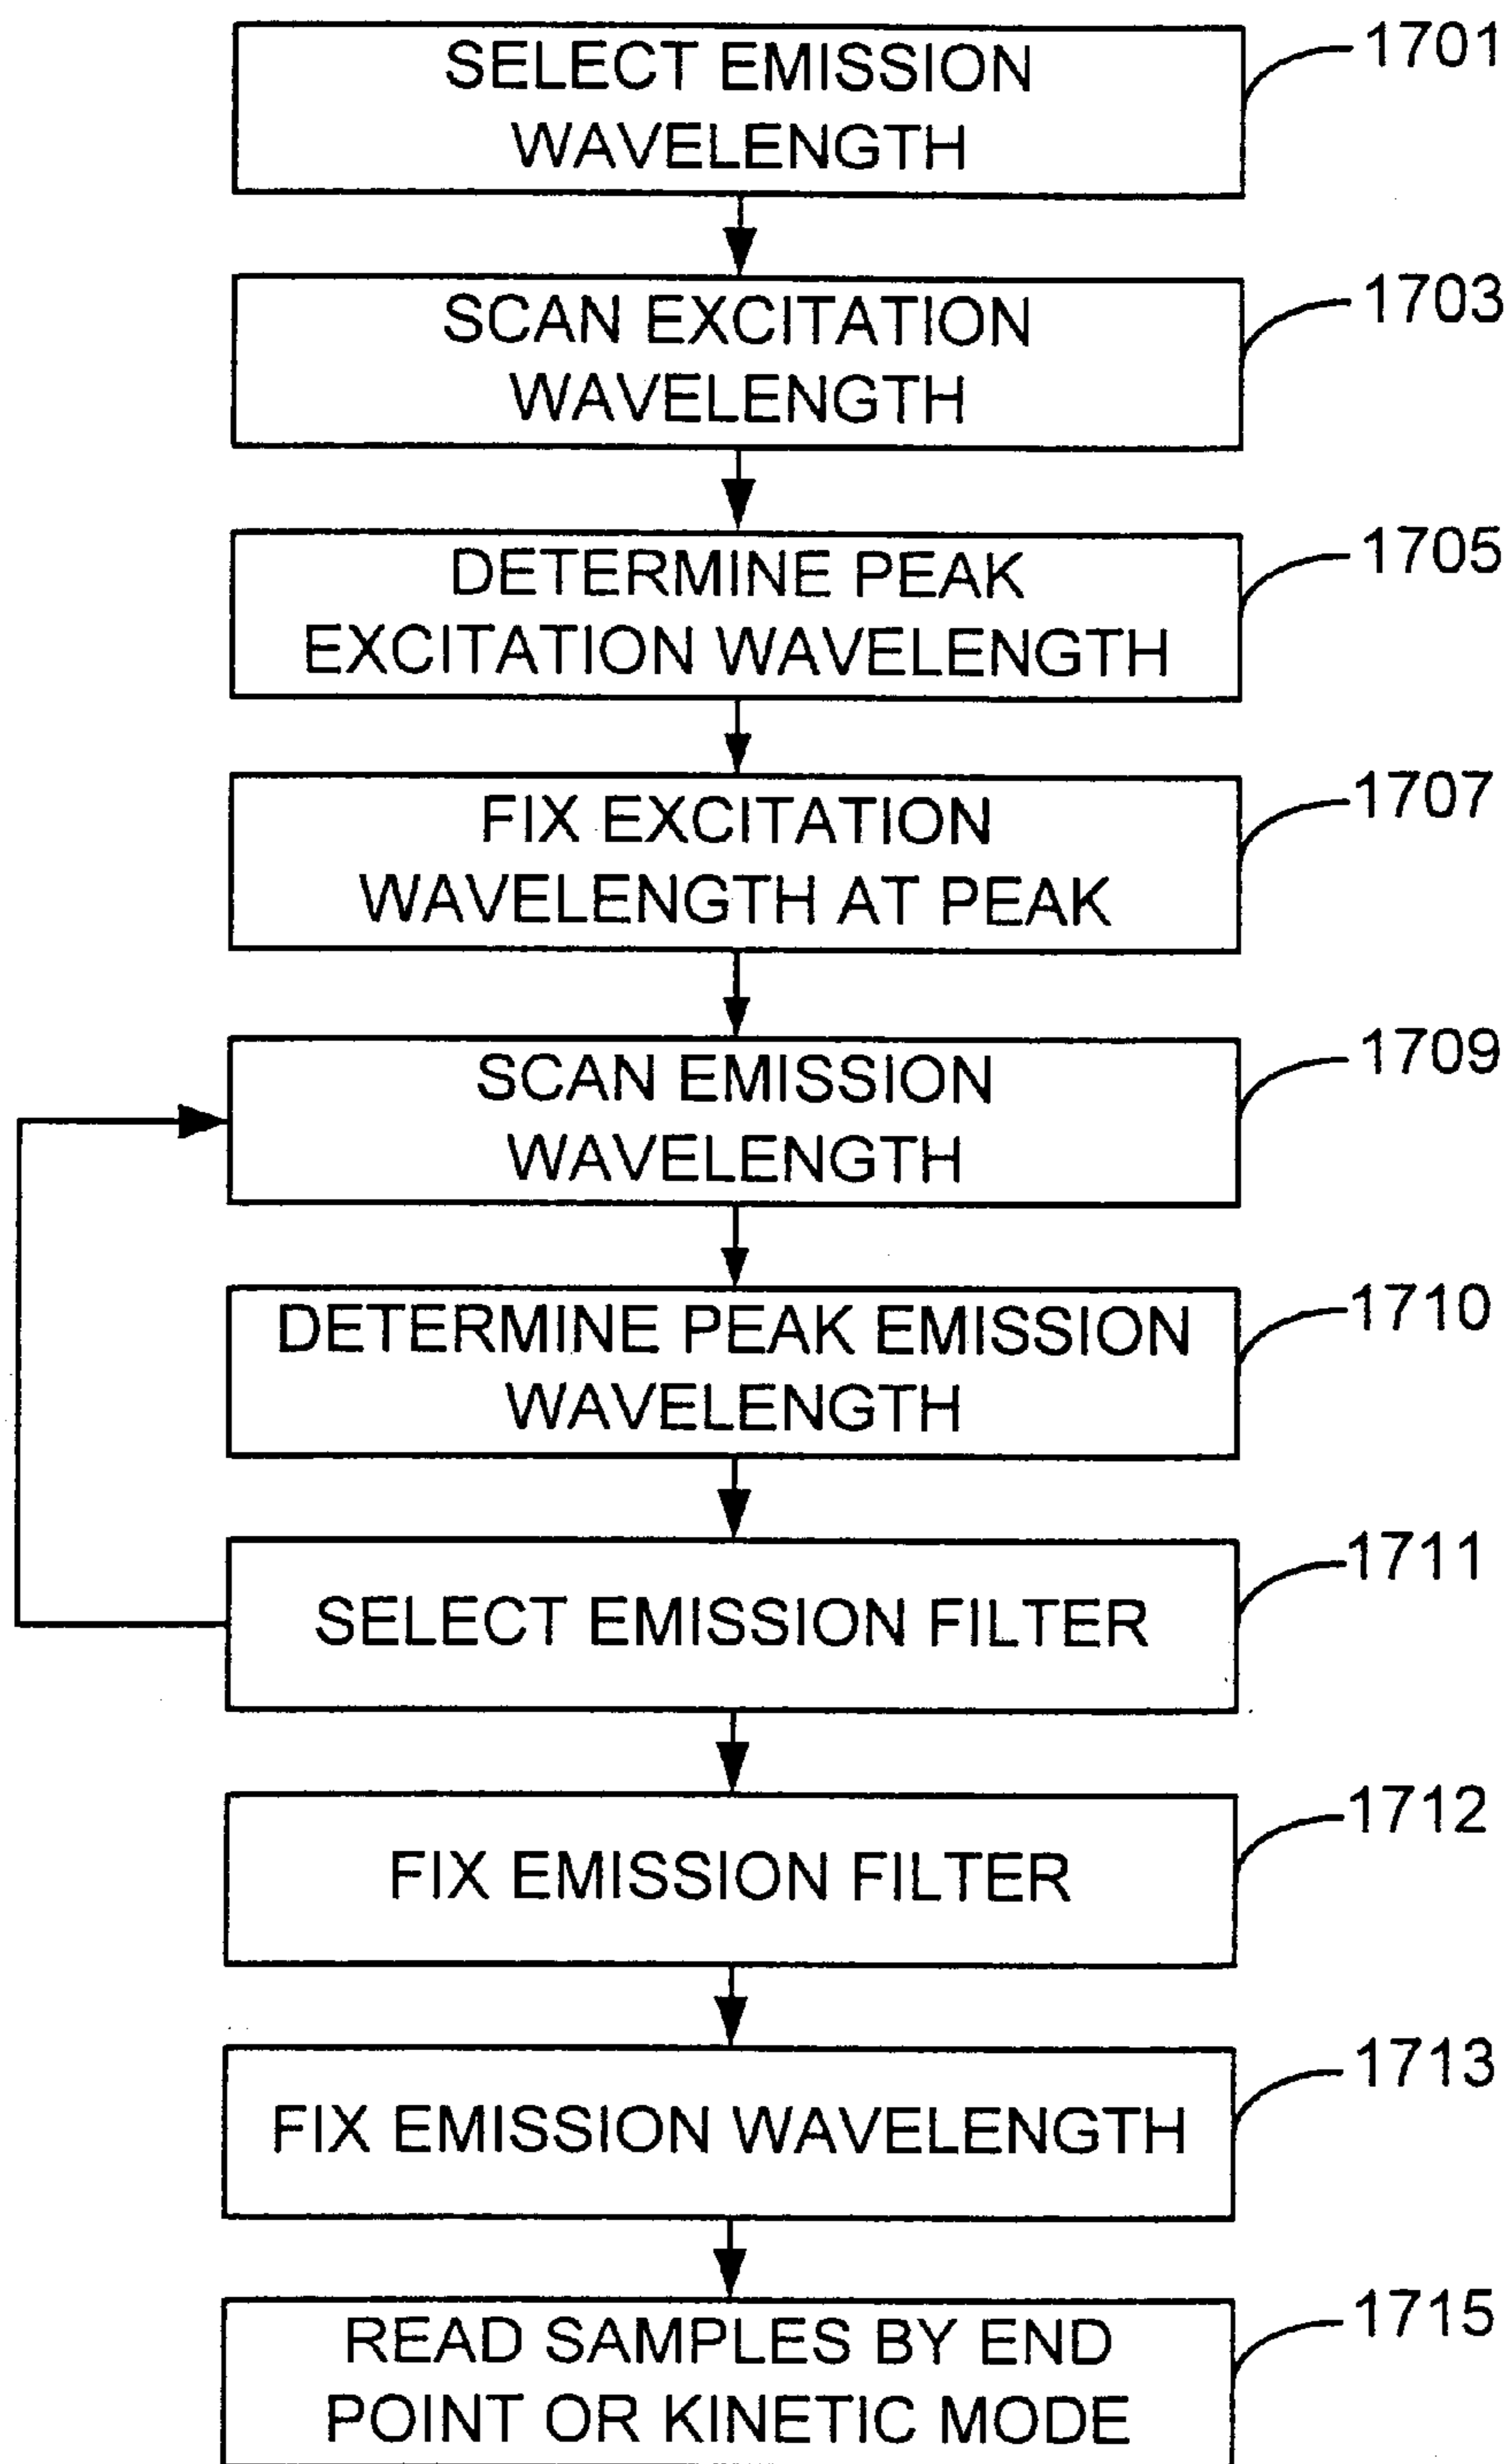 SELECT EMISSION
WAVELENGTH
1701
SCAN EXCITATION
WAVELENGTH
1703
DETERMINE PEAK
EXCITATION WAVELENGTH
1705
FIX EXCITATION
WAVELENGTH AT PEAK
1707
SCAN EMISSION
WAVELENGTH
1709
DETERMINE PEAK EMISSION
WAVELENGTH
1710
SELECT EMISSION FILTER
1711
FIX EMISSION FILTER
1712
FIX EMISSION WAVELENGTH
1713
READ SAMPLES BY END
POINT OR KINETIC MODE
1715